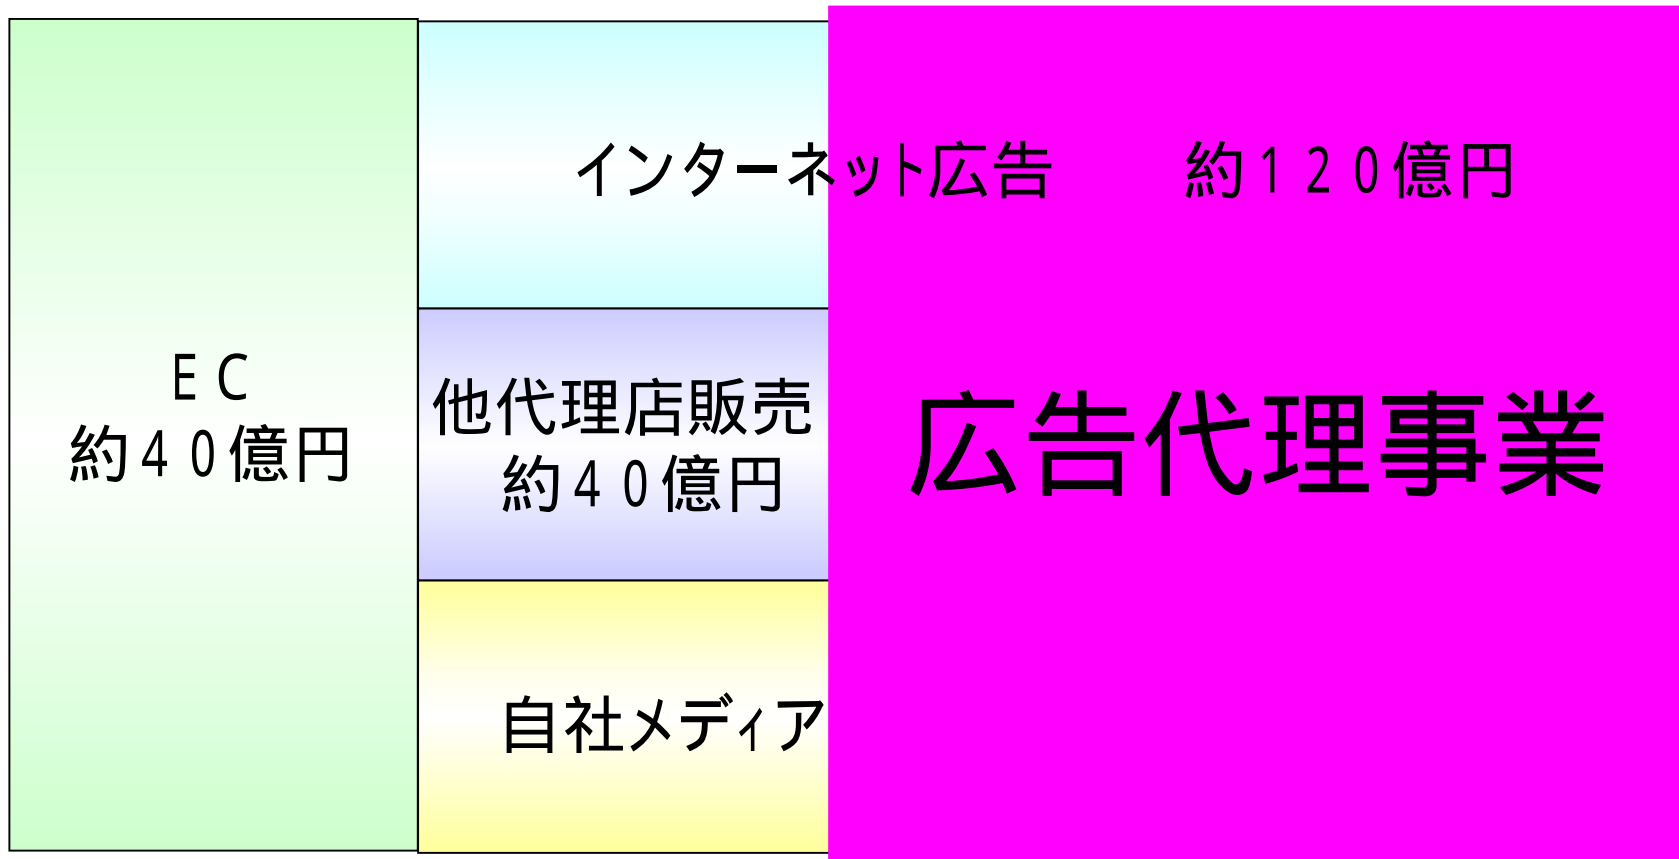 インターネット広告　　約１２０億円
ＥＣ
約４０億円
他代理店販売
約４０億円
広告代理事業
自社メディア